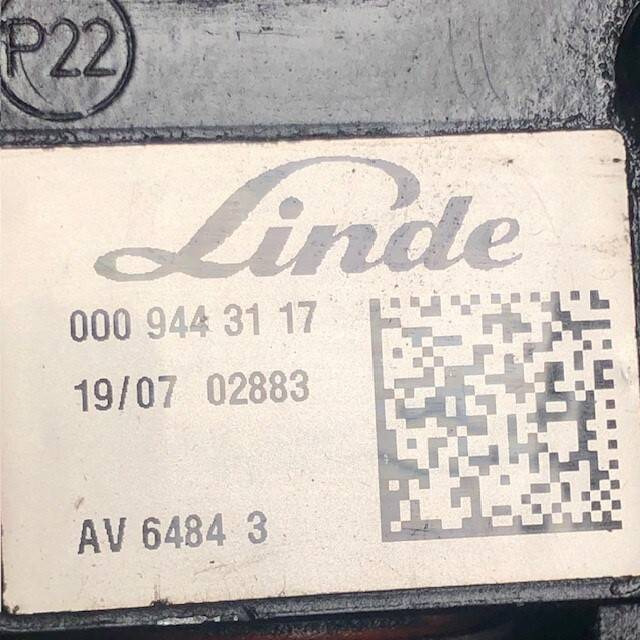 P22
Linde
000 944 31 17
19/07 02883
AV 6484 3